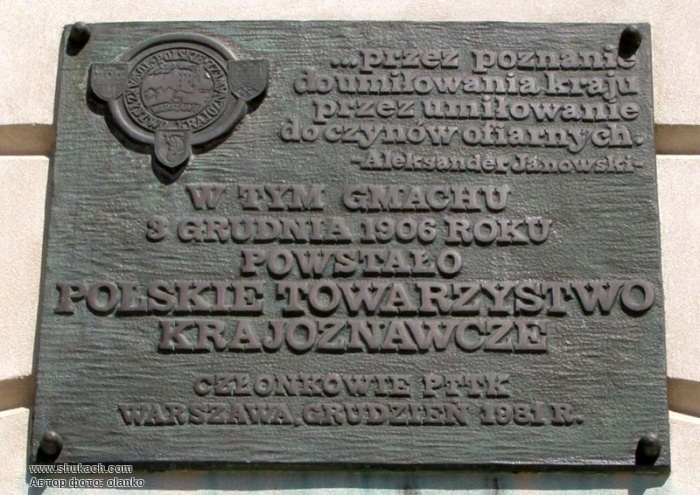 ...przez poznanie
do umiłowania kraju
przez umiłowanie
do czynów ofiarnych.
-Aleksander Janowski-
W TYM GMACHU
3 GRUDNIA 1906 ROKU
POWSTAŁO
POLSKIE TOWARZYSTWO
KRAJOZNAWCZE
CZŁONKOWIE PTTK
WARSZAWA, GRUDZIEŃ 1981 R.
www.shukach.com
Автор фото: olanko